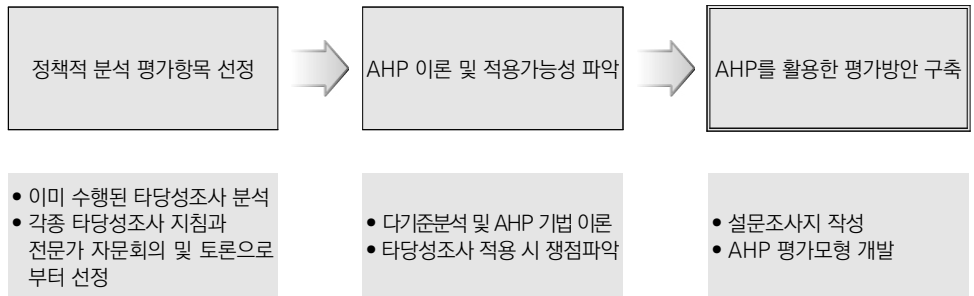 정책적 분석 평가항목 선정
AHP 이론 및 적용가능성 파악
AHP를 활용한 평가방안 구축
• 이미 수행된 타당성조사 분석
• 각종 타당성조사 지침과
전문가 자문회의 및 토론으로
부터 선정
• 다기준분석 및 AHP 기법 이론
• 타당성조사 적용 시 쟁점파악
• 설문조사지 작성
• AHP 평가모형 개발